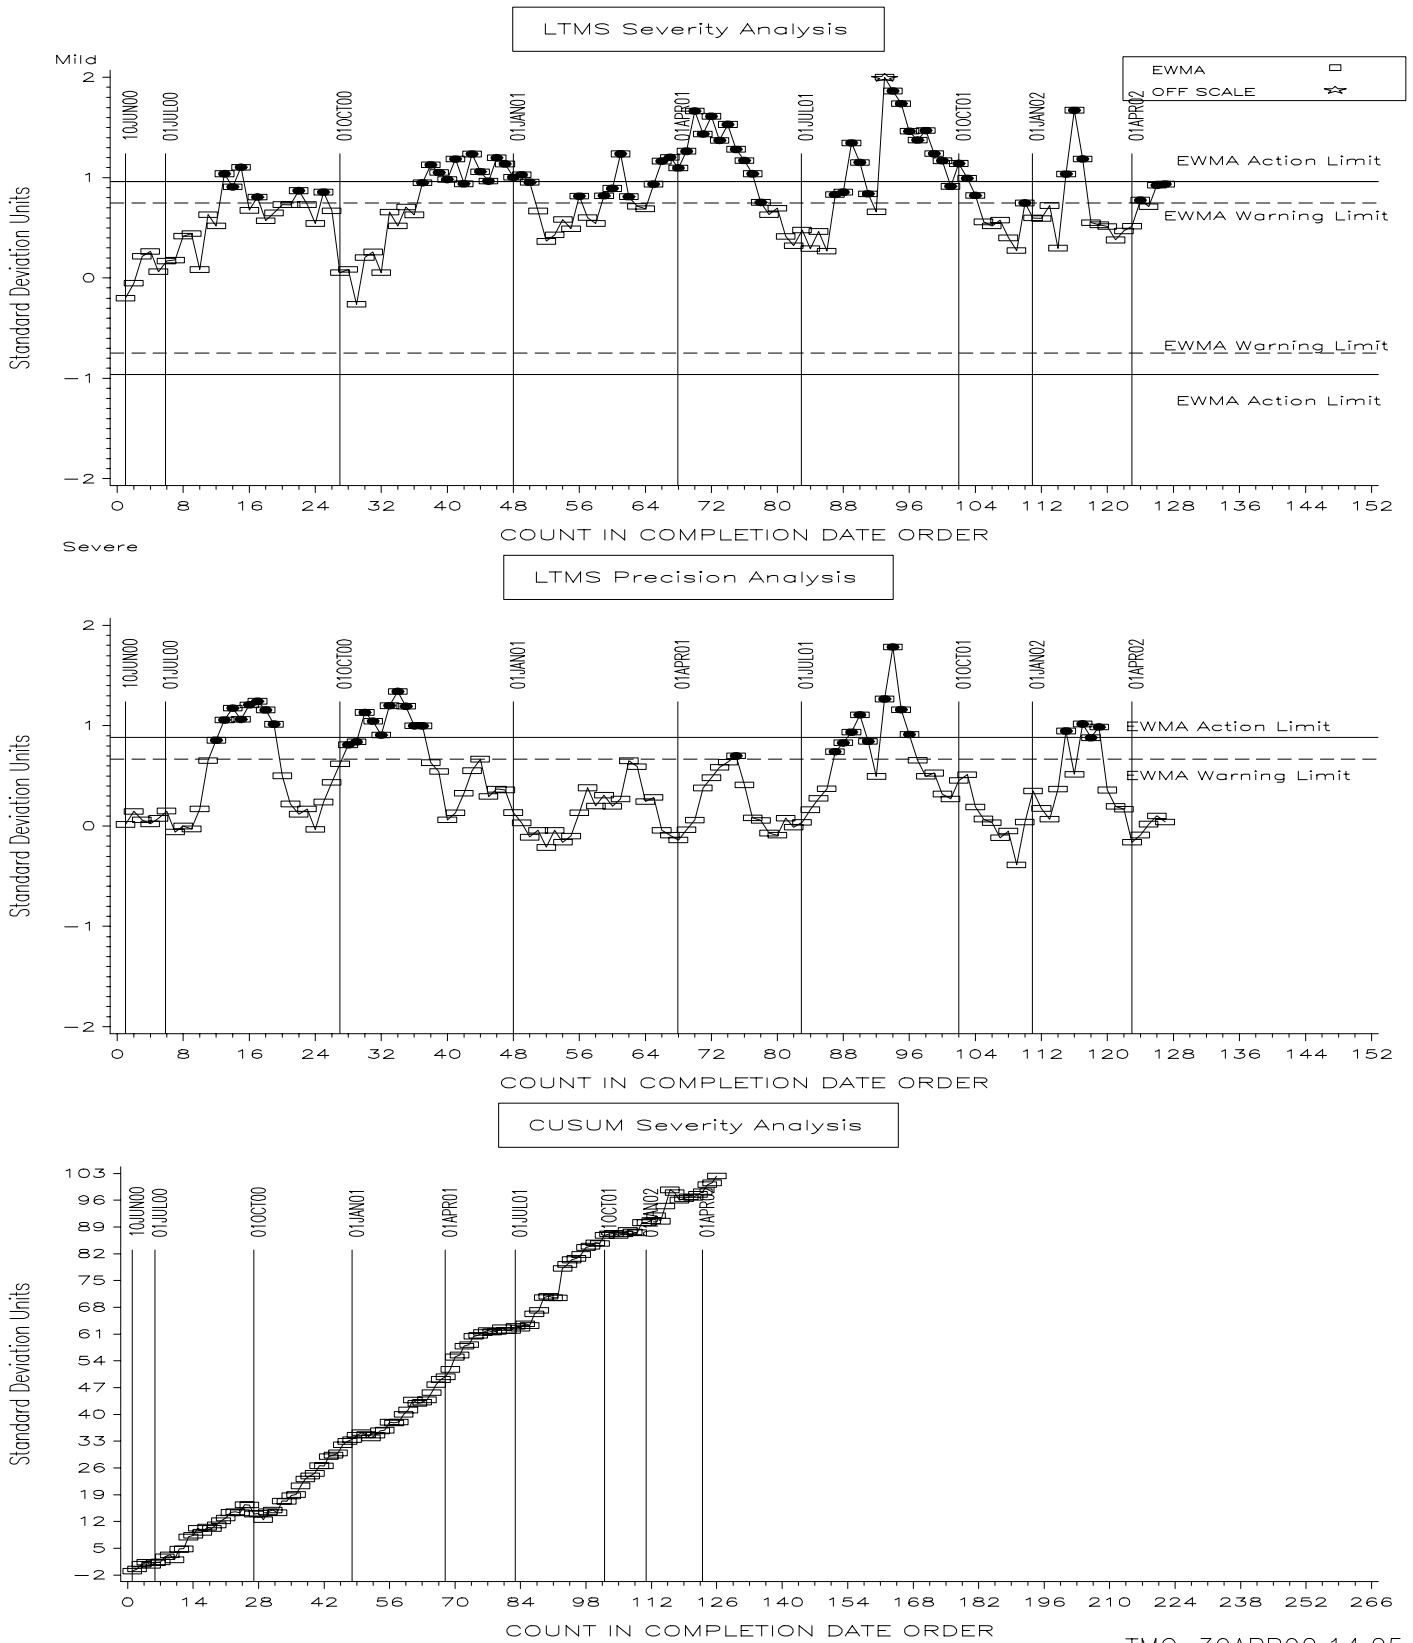 LTMS Severity Analysis
Mild
EWMA
OFF SCALE
10JUN00
01JUL00
01OCT00
01JAN01
01APR01
01JUL01
01OCT01
01JAN02
01APR02
EWMA Action Limit
EWMA Warning Limit
EWMA Warning Limit
EWMA Action Limit
Standard Deviation Units
2
1
0
−1
−2
0 8 16 24 32 40 48 56 64 72 80 88 96 104 112 120 128 136 144 152
COUNT IN COMPLETION DATE ORDER
Severe
LTMS Precision Analysis
10JUN00
01JUL00
01OCT00
01JAN01
01APR01
01JUL01
01OCT01
01JAN02
01APR02
EWMA Action Limit
EWMA Warning Limit
Standard Deviation Units
2
1
0
−1
−2
0 8 16 24 32 40 48 56 64 72 80 88 96 104 112 120 128 136 144 152
COUNT IN COMPLETION DATE ORDER
CUSUM Severity Analysis
10JUN00
01JUL00
01OCT00
01JAN01
01APR01
01JUL01
01OCT01
01JAN02
Standard Deviation Units
103
96
89
82
75
68
61
54
47
40
33
26
19
12
5
−2
0 14 28 42 56 70 84 98 112 126 140 154 168 182 196 210 224 238 252 266
COUNT IN COMPLETION DATE ORDER